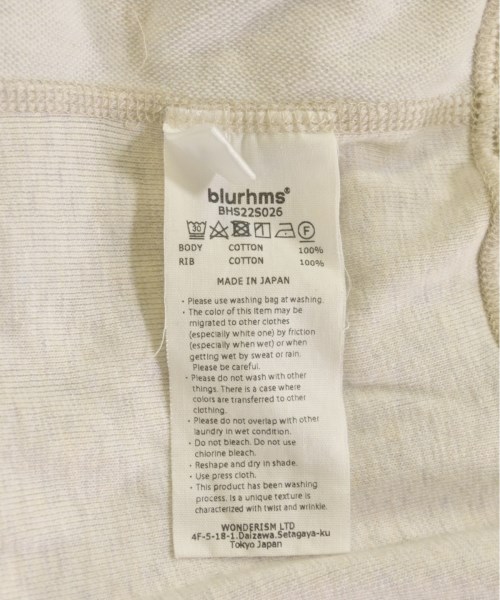 blurhms®
BHS22S026
30 F
BODY COTTON 100%
RIB COTTON 100%
MADE IN JAPAN
・Please use washing bag at washing.
・The color of this item may be
migrated to other clothes
(especially white one) by friction
(especially when wet) or when
getting wet by sweat or rain.
Please be careful.
・Please do not wash with other
things. There is a case where
colors are transferred to other
clothing.
・Please do not overlap with other
laundry in wet condition.
・Do not bleach. Do not use
chlorine bleach.
・Reshape and dry in shade.
・Use press cloth.
・This product has been washing
process. Is a unique texture is
characterized with twist and wrinkle.
WONDERISM LTD
4F-5-18-1.Daizawa.Setagaya-ku
Tokyo Japan